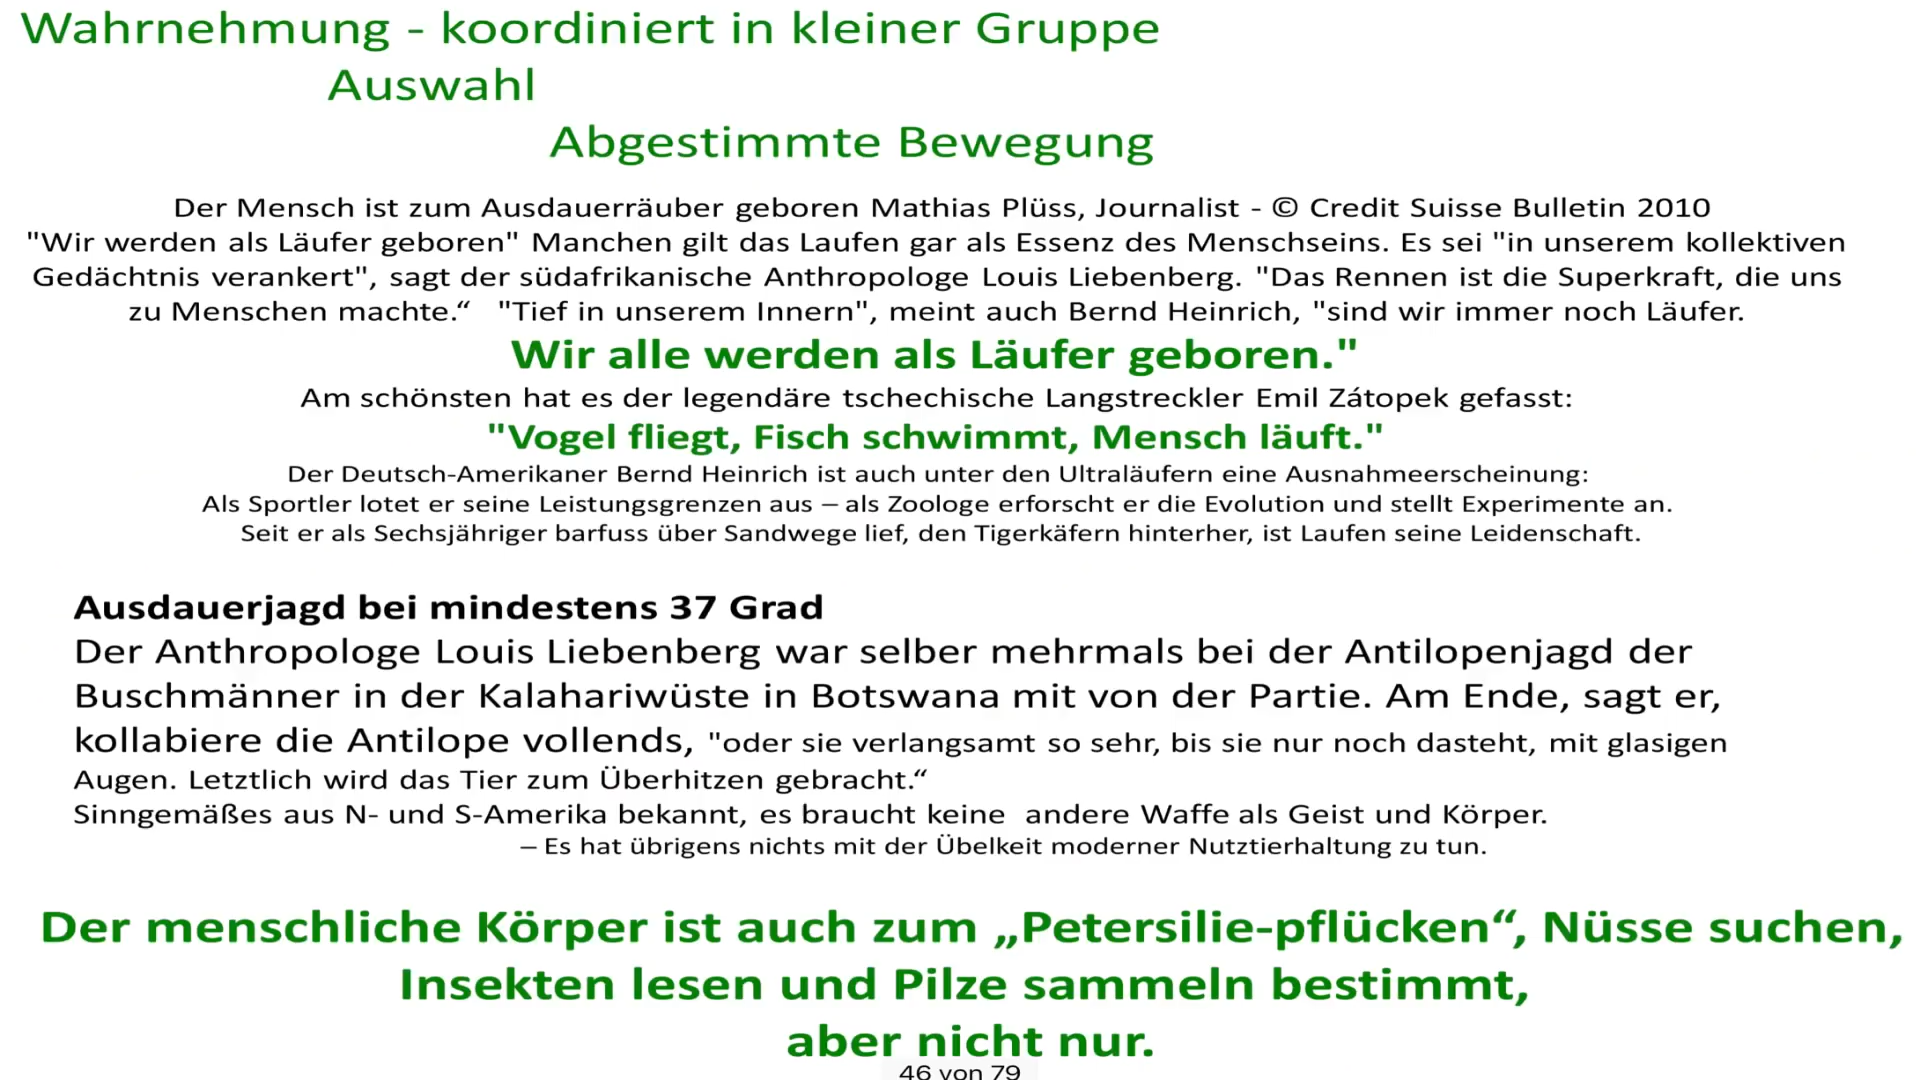 Wahrnehmung - koordiniert in kleiner Gruppe
Auswahl
Abgestimmte Bewegung
Der Mensch ist zum Ausdauerräuber geboren Mathias Plüss, Journalist - © Credit Suisse Bulletin 2010
"Wir werden als Läufer geboren" Manchen gilt das Laufen gar als Essenz des Menschseins. Es sei "in unserem kollektiven
Gedächtnis verankert", sagt der südafrikanische Anthropologe Louis Liebenberg. "Das Rennen ist die Superkraft, die uns
zu Menschen machte.“ "Tief in unserem Innern", meint auch Bernd Heinrich, "sind wir immer noch Läufer.
Wir alle werden als Läufer geboren."
Am schönsten hat es der legendäre tschechische Langstreckler Emil Zátopek gefasst:
"Vogel fliegt, Fisch schwimmt, Mensch läuft."
Der Deutsch-Amerikaner Bernd Heinrich ist auch unter den Ultraläufern eine Ausnahmeerscheinung:
Als Sportler lotet er seine Leistungsgrenzen aus – als Zoologe erforscht er die Evolution und stellt Experimente an.
Seit er als Sechsjähriger barfuss über Sandwege lief, den Tigerkäfern hinterher, ist Laufen seine Leidenschaft.
Ausdauerjagd bei mindestens 37 Grad
Der Anthropologe Louis Liebenberg war selber mehrmals bei der Antilopenjagd der
Buschmänner in der Kalahariwüste in Botswana mit von der Partie. Am Ende, sagt er,
kollabiere die Antilope vollends, "oder sie verlangsamt so sehr, bis sie nur noch dasteht, mit glasigen
Augen. Letztlich wird das Tier zum Überhitzen gebracht.“
Sinngemäßes aus N- und S-Amerika bekannt, es braucht keine andere Waffe als Geist und Körper.
– Es hat übrigens nichts mit der Übelkeit moderner Nutztierhaltung zu tun.
Der menschliche Körper ist auch zum „Petersilie-pflücken“, Nüsse suchen,
Insekten lesen und Pilze sammeln bestimmt,
aber nicht nur.
46 von 79